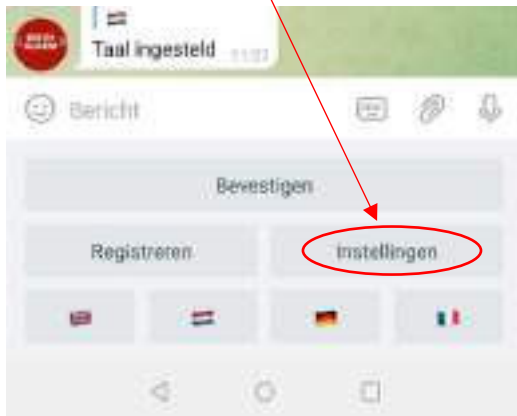 Taal ingesteld
Bericht
Bevestigen
Registreren
Instellingen